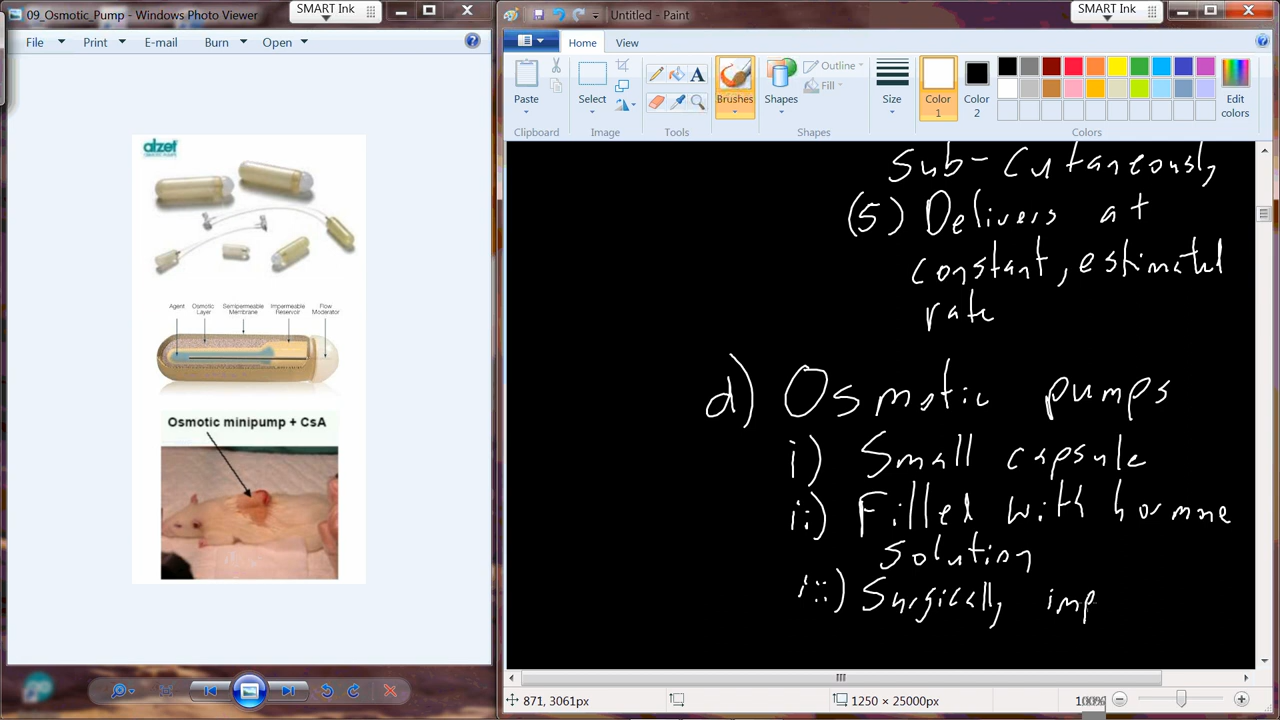 09_Osmotic_Pump - Windows Photo Viewer
SMART Ink
File Print E-mail Burn Open
alzet
OSMOTIC PUMPS
Agent Osmotic Layer Semipermeable Membrane Impermeable Reservoir Flow Moderator
Osmotic minipump + CsA
Untitled - Paint
SMART Ink
Home View
Paste
Select
Brushes
Shapes
Outline
Fill
Size
Color 1
Color 2
Edit colors
Clipboard
Image
Tools
Shapes
Colors
Sub-Cutaneously
(5) Delivers at
constant, estimated
rate
d) Osmotic pumps
i) Small capsule
ii) Filled with hormone
solution
iii) Surgically imp
871, 3061px
1250 × 25000px
100%